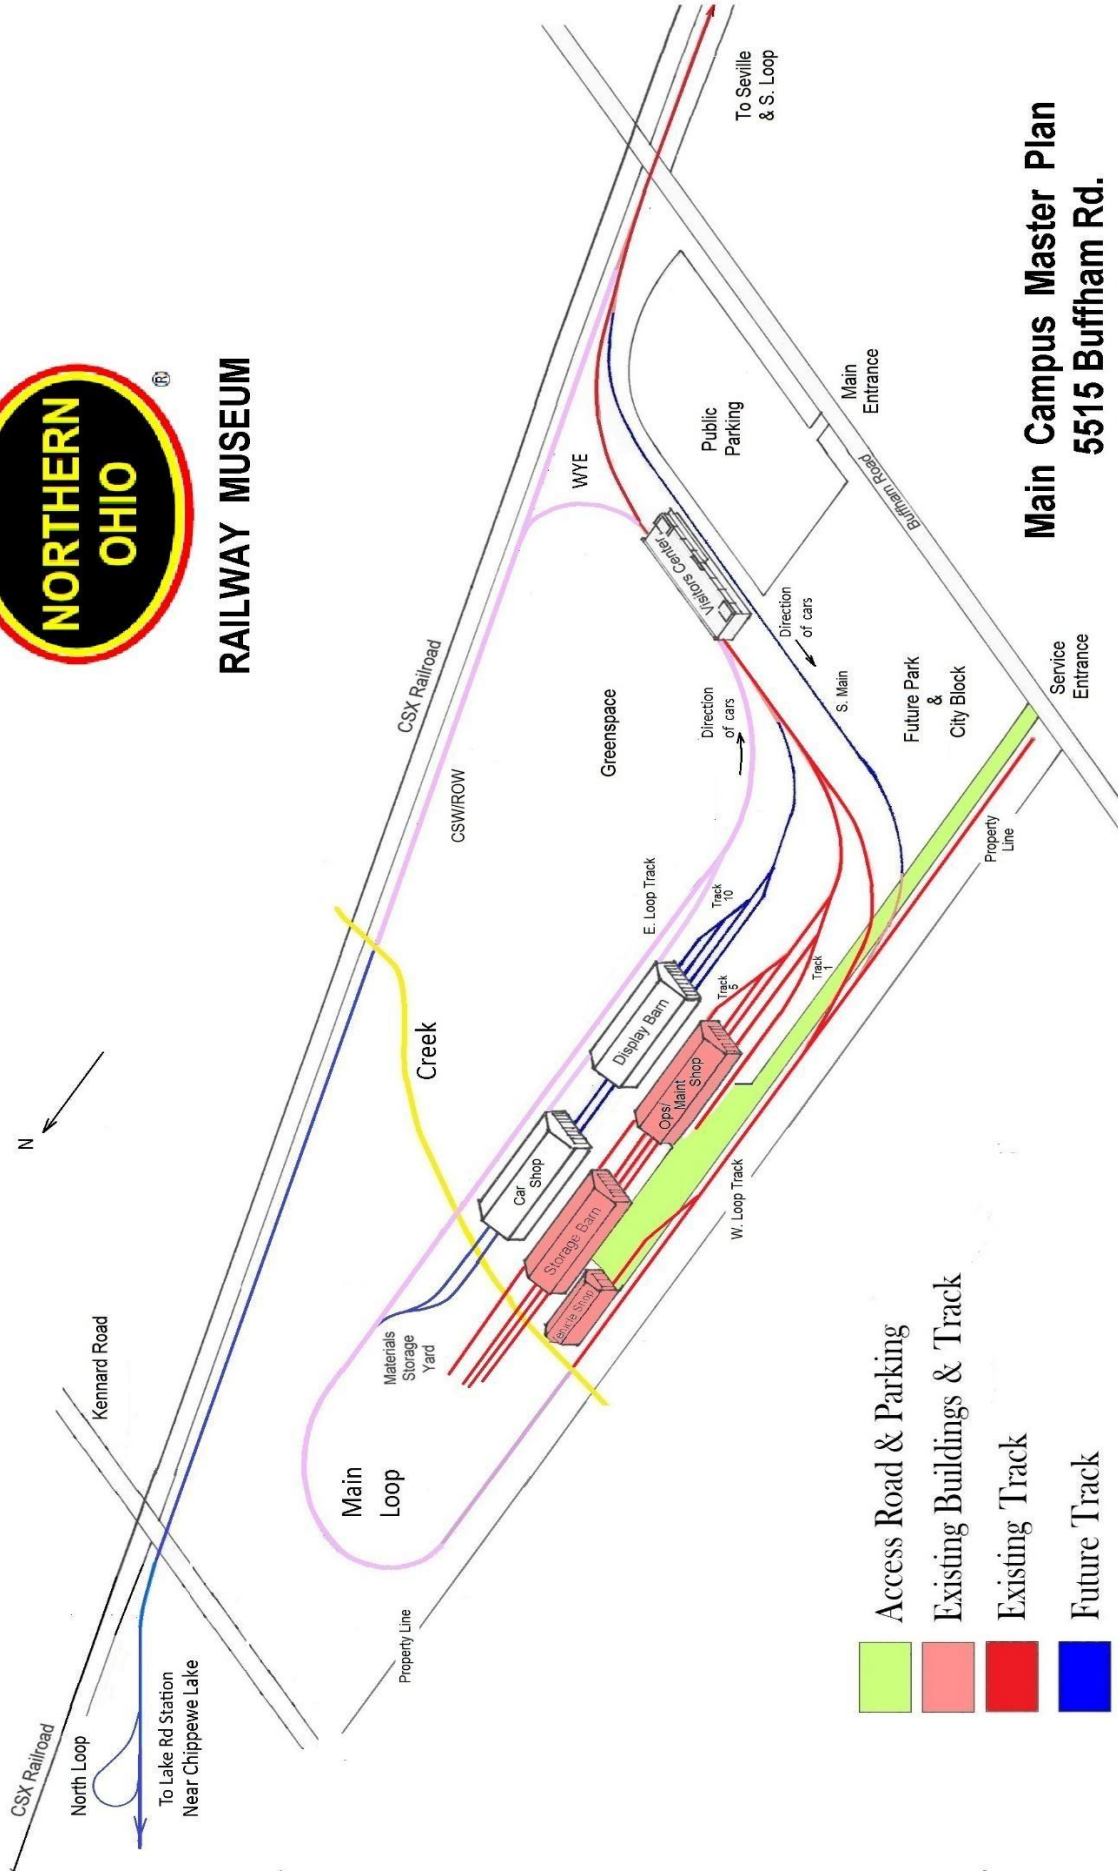 NORTHERN
OHIO
®
RAILWAY MUSEUM
To Seville
& S. Loop
CSX Railroad
WYE
Public
Parking
Main
Entrance
Buffham Road
Main Campus Master Plan
5515 Buffham Rd.
Visitors Center
Direction
of cars
S. Main
Future Park
&
City Block
Service
Entrance
Property
Line
Greenspace
Direction
of cars
CSW/ROW
E. Loop Track
Track
10
Track
5
Track
1
Display Barn
Ops/
Maint
Shop
Creek
Car
Shop
Storage Barn
Vehicle Shop
W. Loop Track
N
Kennard Road
Materials
Storage
Yard
Main
Loop
Property Line
CSX Railroad
North Loop
To Lake Rd Station
Near Chippewe Lake
Access Road & Parking
Existing Buildings & Track
Existing Track
Future Track